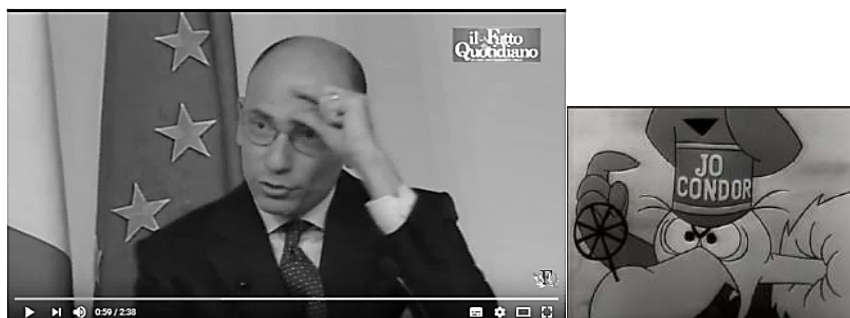 il Fatto
Quotidiano
F
0:59 / 2:38
JO
CONDOR